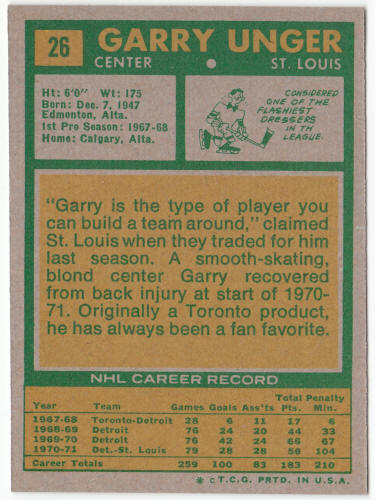 26 GARRY UNGER
CENTER ST. LOUIS
Ht: 6'0" Wt: 175
Born: Dec. 7, 1947
Edmonton, Alta.
1st Pro Season: 1967-68
Home: Calgary, Alta.
CONSIDERED
ONE OF THE
FLASHIEST
DRESSERS
IN TH
LEAGUE.
"Garry is the type of player you
can build a team around," claimed
St. Louis when they traded for him
last season. A smooth-skating,
blond center Garry recovered
from back injury at start of 1970-
71. Originally a Toronto product,
he has always been a fan favorite.
NHL CAREER RECORD
Total Penalty
Year Team Games Goals Ass'ts Pts. Min.
1967-68 Toronto-Detroit 28 6 11 17 6
1968-69 Detroit 76 24 20 44 33
1969-70 Detroit 76 42 24 66 67
1970-71 Det.-St. Louis 79 28 28 56 104
Career Totals 259 100 83 183 210
* © T.C.G. PRTD. IN U.S.A.